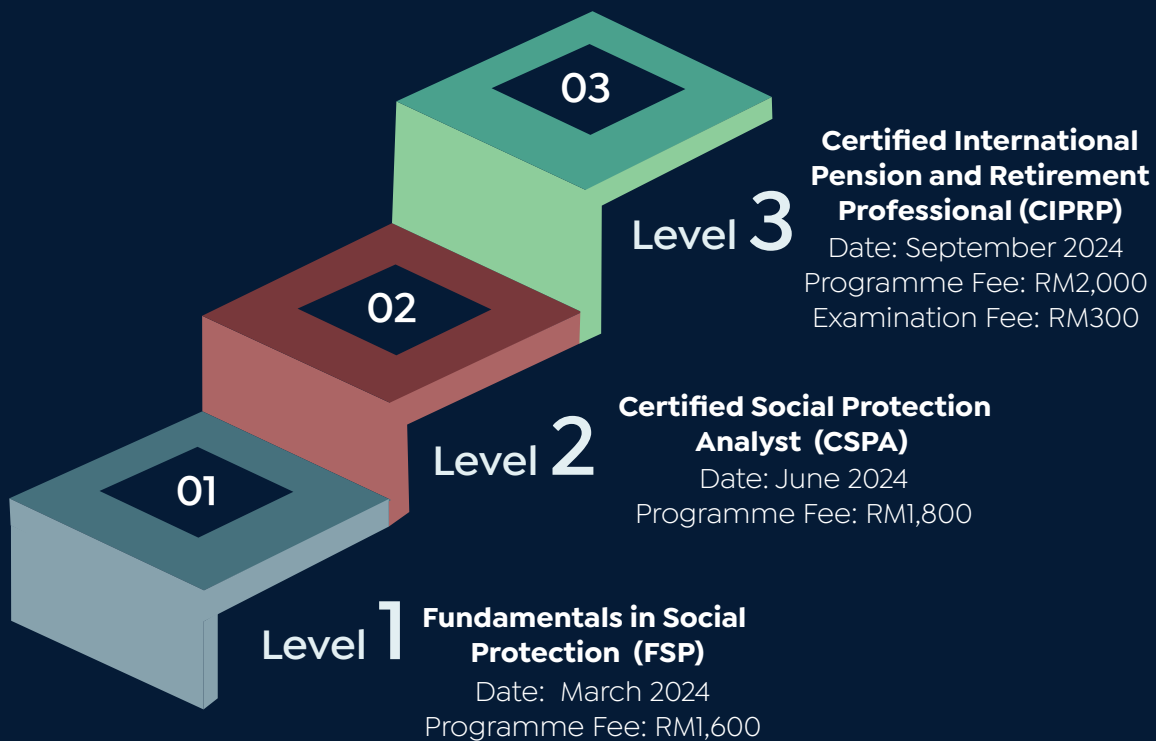 03
Certified International
Pension and Retirement
Professional (CIPRP)
Level 3
Date: September 2024
Programme Fee: RM2,000
Examination Fee: RM300
02
Certified Social Protection
Analyst (CSPA)
Level 2
Date: June 2024
Programme Fee: RM1,800
01
Level 1
Fundamentals in Social
Protection (FSP)
Date: March 2024
Programme Fee: RM1,600